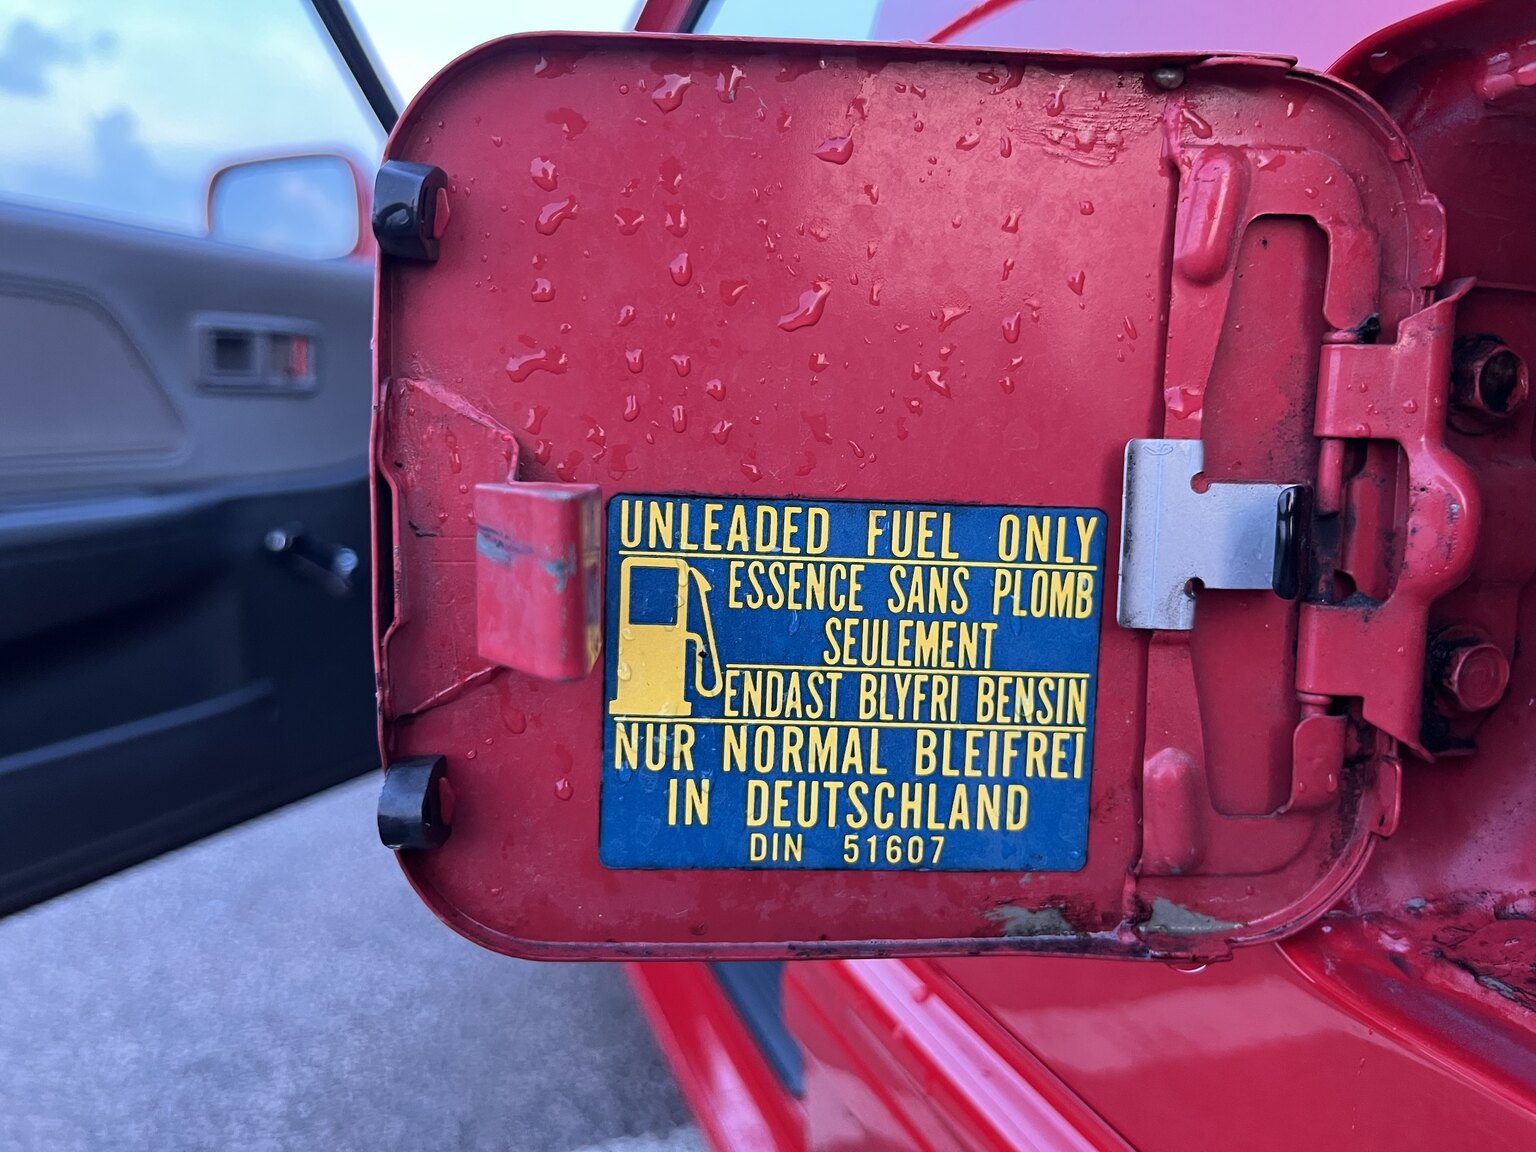 UNLEADED FUEL ONLY
ESSENCE SANS PLOMB
SEULEMENT
ENDAST BLYFRI BENSIN
NUR NORMAL BLEIFREI
IN DEUTSCHLAND
DIN 51607